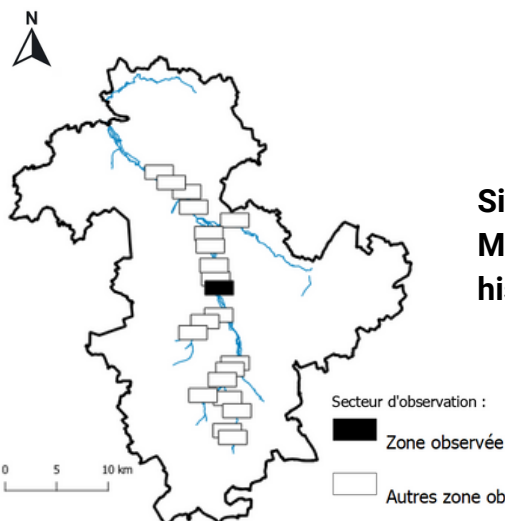 N
Si
M
his
Secteur d'observation :
Zone observée
0 5 10 km
Autres zone ob